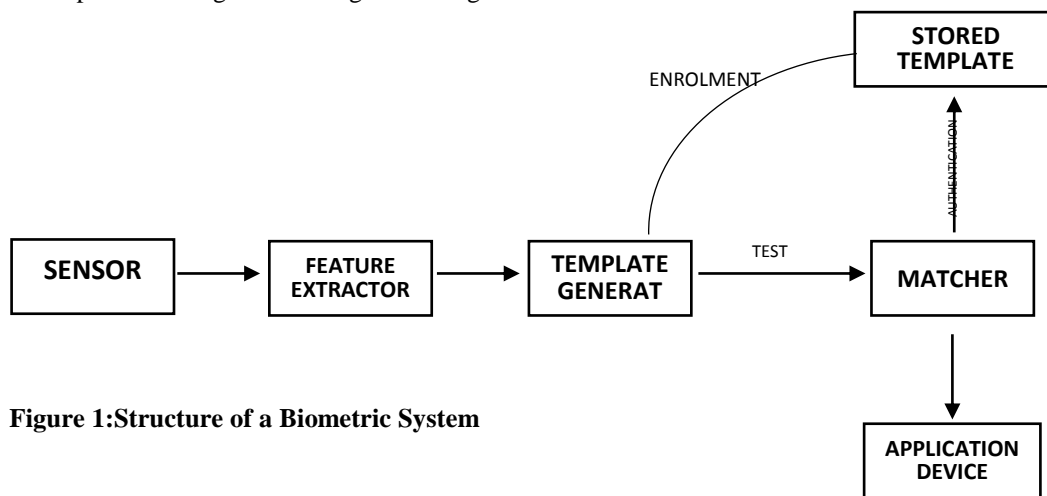 STORED
TEMPLATE
ENROLMENT
AUTHENTICATION
SENSOR
FEATURE
EXTRACTOR
TEMPLATE
GENERAT
TEST
MATCHER
Figure 1:Structure of a Biometric System
APPLICATION
DEVICE